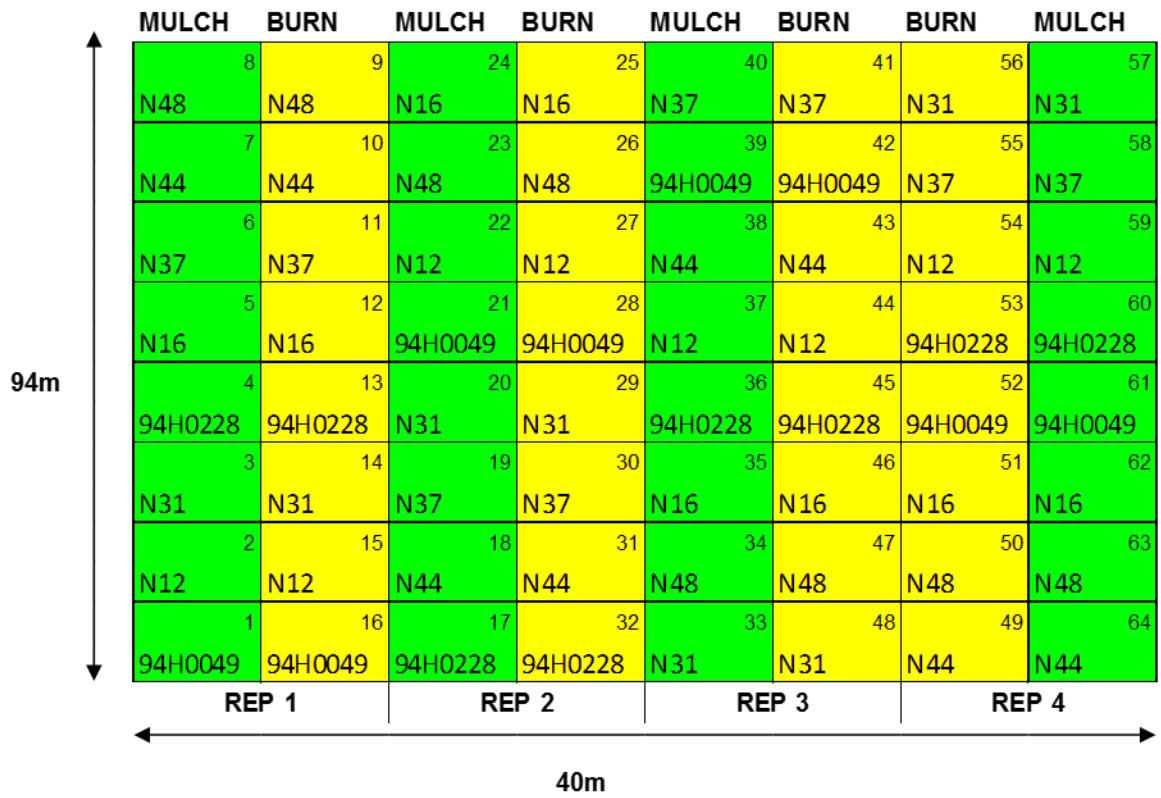 MULCH BURN MULCH BURN MULCH BURN BURN MULCH
8 9 24 25 40 41 56 57
N48 N48 N16 N16 N37 N37 N31 N31
7 10 23 26 39 42 55 58
N44 N44 N48 N48 94H0049 94H0049 N37 N37
6 11 22 27 38 43 54 59
N37 N37 N12 N12 N44 N44 N12 N12
5 12 21 28 37 44 53 60
N16 N16 94H0049 94H0049 N12 N12 94H0228 94H0228
94m
4 13 20 29 36 45 52 61
94H0228 94H0228 N31 N31 94H0228 94H0228 94H0049 94H0049
3 14 19 30 35 46 51 62
N31 N31 N37 N37 N16 N16 N16 N16
2 15 18 31 34 47 50 63
N12 N12 N44 N44 N48 N48 N48 N48
1 16 17 32 33 48 49 64
94H0049 94H0049 94H0228 94H0228 N31 N31 N44 N44
REP 1 REP 2 REP 3 REP 4
40m